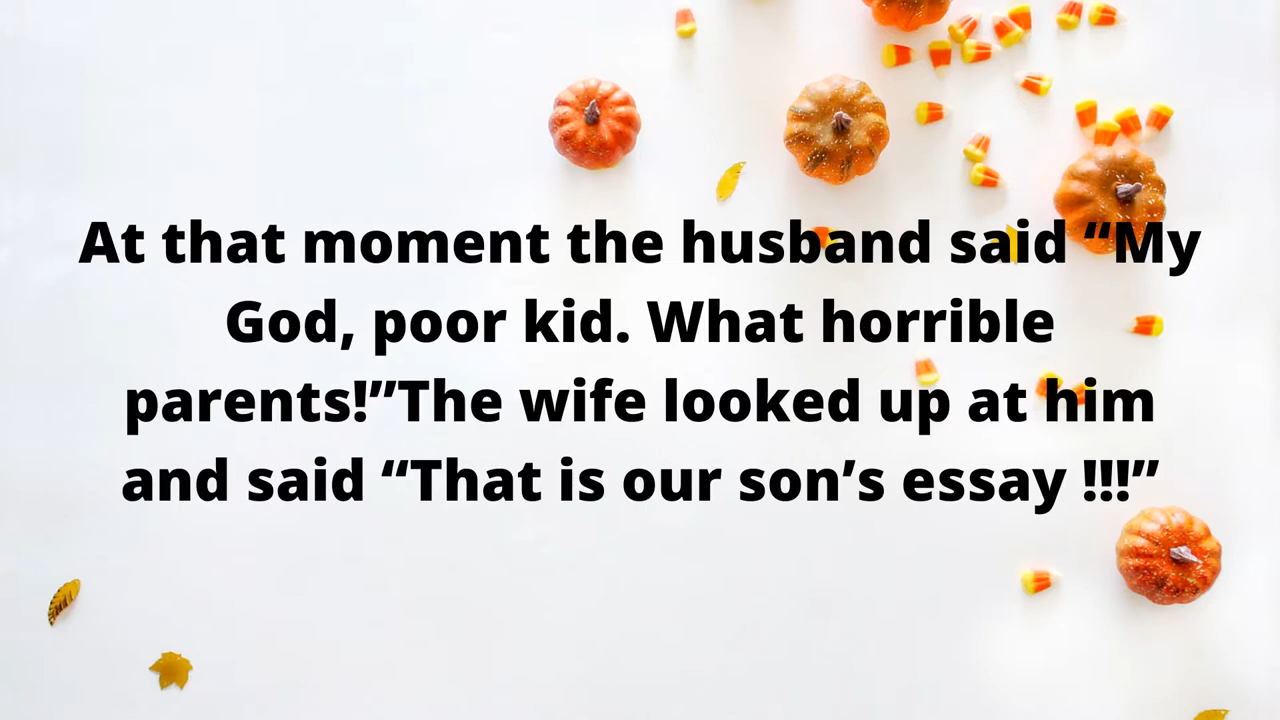 At that moment the husband said “My
God, poor kid. What horrible
parents!”The wife looked up at him
and said “That is our son’s essay !!!”